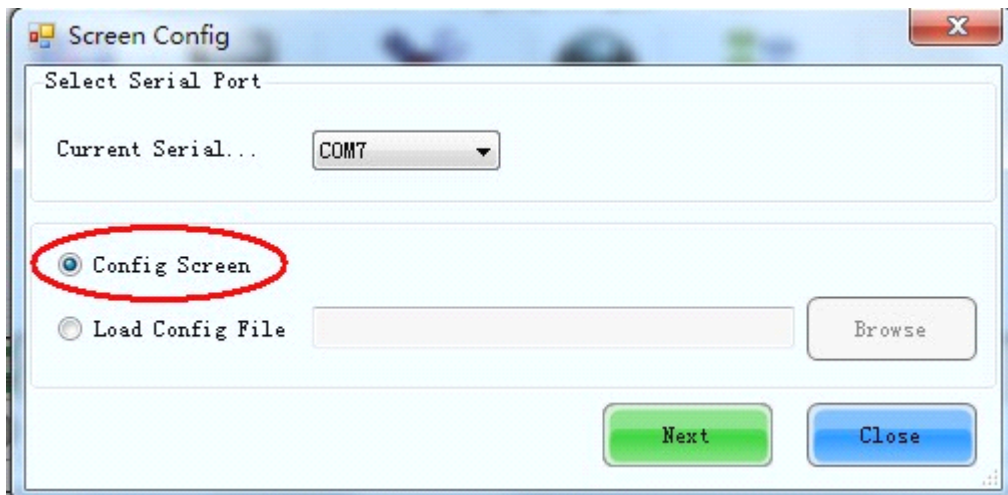 Screen Config
Select Serial Port
Current Serial...
COM7
Config Screen
Load Config File
Browse
Next
Close